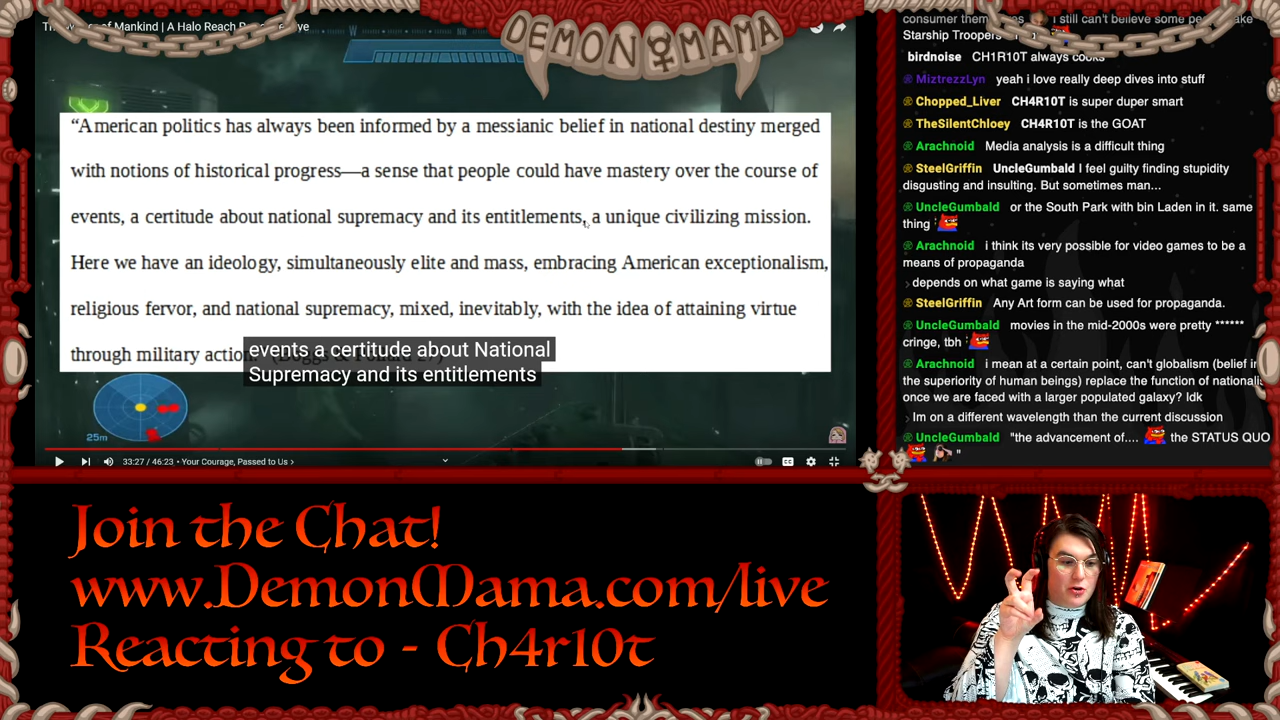 of Mankind | A Halo Reach
DEMON MAMA
“American politics has always been informed by a messianic belief in national destiny merged
with notions of historical progress—a sense that people could have mastery over the course of
events, a certitude about national supremacy and its entitlements, a unique civilizing mission.
Here we have an ideology, simultaneously elite and mass, embracing American exceptionalism,
religious fervor, and national supremacy, mixed, inevitably, with the idea of attaining virtue
through military action.
events a certitude about National
Supremacy and its entitlements
25m
33:27 / 46:23 • Your Courage, Passed to Us ›
CC
consumer I still can't believe some
Starship Troopers
birdnoise CH1R10T always cooks
MiztrezzLyn yeah i love really deep dives into stuff
Chopped_Liver CH4R10T is super duper smart
TheSilentChloey CH4R10T is the GOAT
Arachnoid Media analysis is a difficult thing
SteelGriffin UncleGumbald I feel guilty finding stupidity
disgusting and insulting. But sometimes man...
UncleGumbald or the South Park with bin Laden in it. same
thing
Arachnoid i think its very possible for video games to be a
means of propaganda
› depends on what game is saying what
SteelGriffin Any Art form can be used for propaganda.
UncleGumbald movies in the mid-2000s were pretty ******
cringe, tbh
Arachnoid i mean at a certain point, can't globalism (belief in
the superiority of human beings) replace the function of
once we are faced with a larger populated galaxy? Idk
› Im on a different wavelength than the current discussion
UncleGumbald "the advancement of.... the STATUS QUO
"
Join the Chat!
www.DemonMama.com/live
Reacting to - Ch4r10t